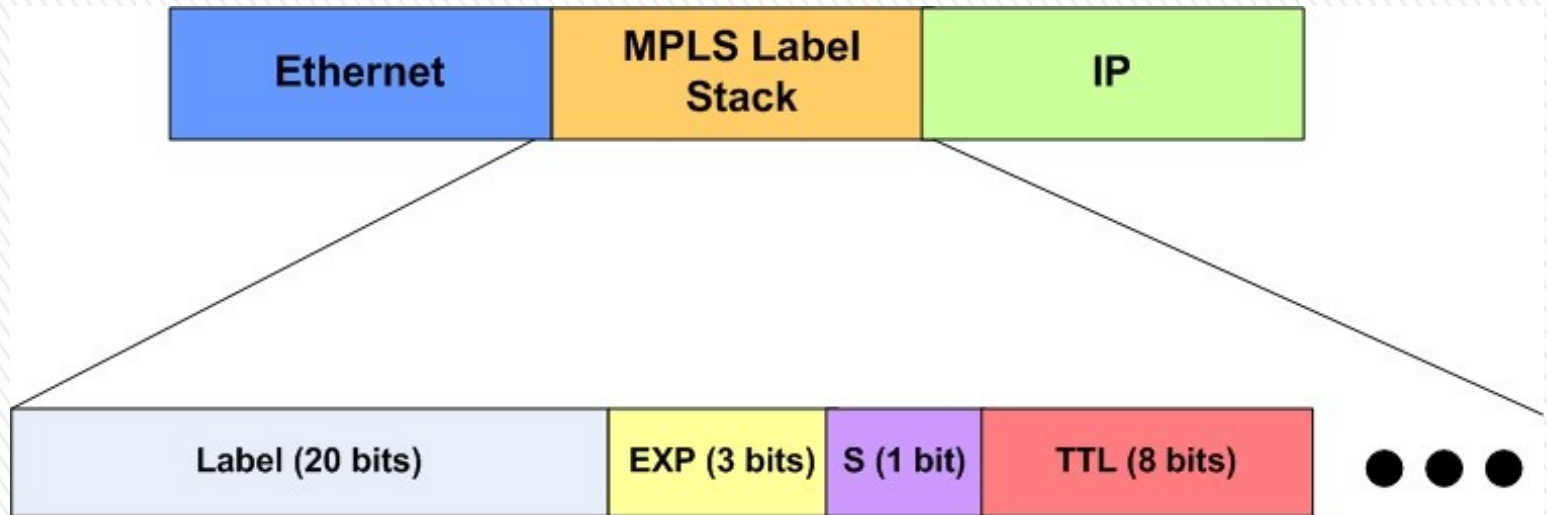 Ethernet
MPLS Label
Stack
IP
Label (20 bits)
EXP (3 bits)
S (1 bit)
TTL (8 bits)